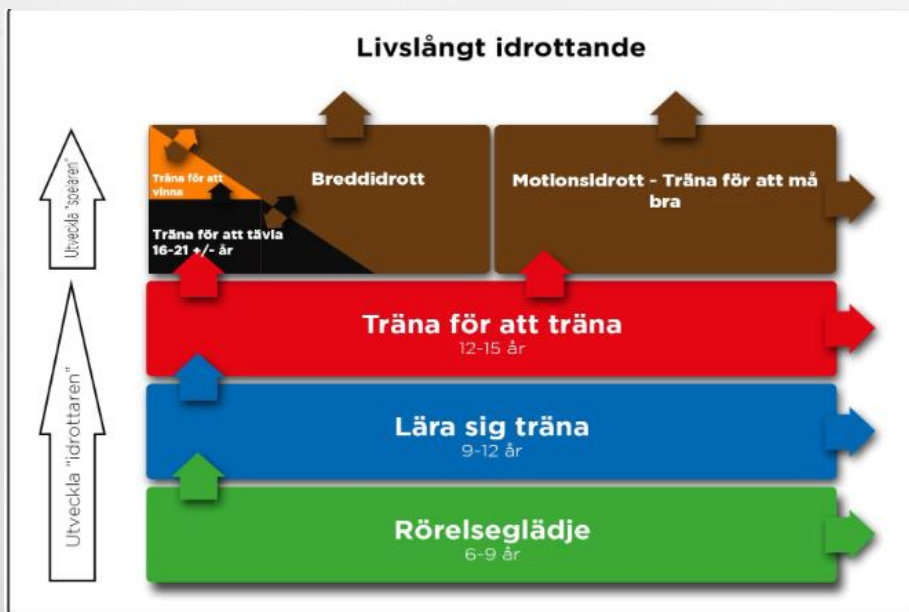 Livslångt idrottande
Utveckla "spelaren"
Träna för att
vinna
Träna för att tävla
16-21 +/- år
Breddidrott
Motionsidrott - Träna för att må
bra
Utveckla "idrottaren"
Träna för att träna
12-15 år
Lära sig träna
9-12 år
Rörelseglädje
6-9 år